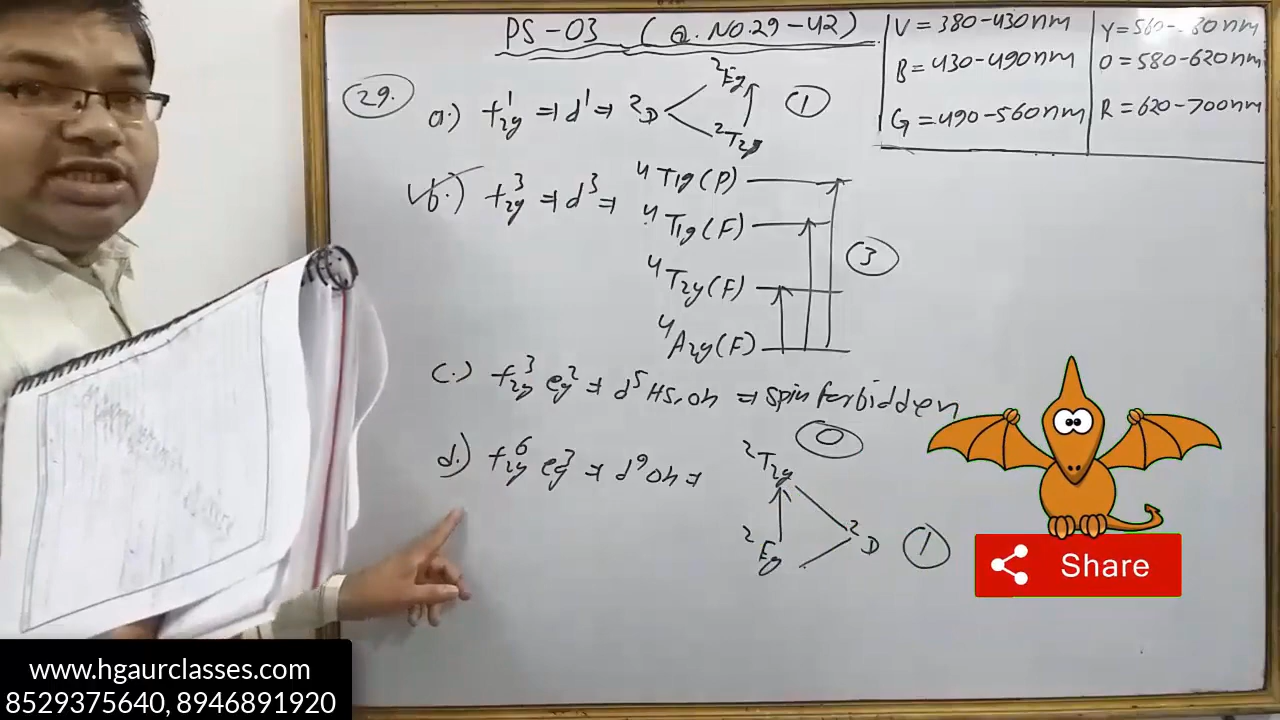 PS-03 (Q. NO.29-42)
V = 380-430nm
B = 430-490nm
G = 490-560nm
O = 580-620nm
R = 620-700nm
29.
a.) t2g¹ ⇒ d¹ ⇒ ²D ²Eg ²T2g 1
b.) t2g³ ⇒ d³ ⇒ ⁴T1g(P)
⁴T1g(F)
3
⁴T2g(F)
⁴A2g(F)
c.) t2g³ eg² ⇒ d⁵ HS, Oh ⇒ Spin forbidden
0
d.) t2g⁶ eg³ ⇒ d⁹ Oh ⇒ ²T2g
²Eg ²D 1
Share
www.hgaurclasses.com
8529375640, 8946891920